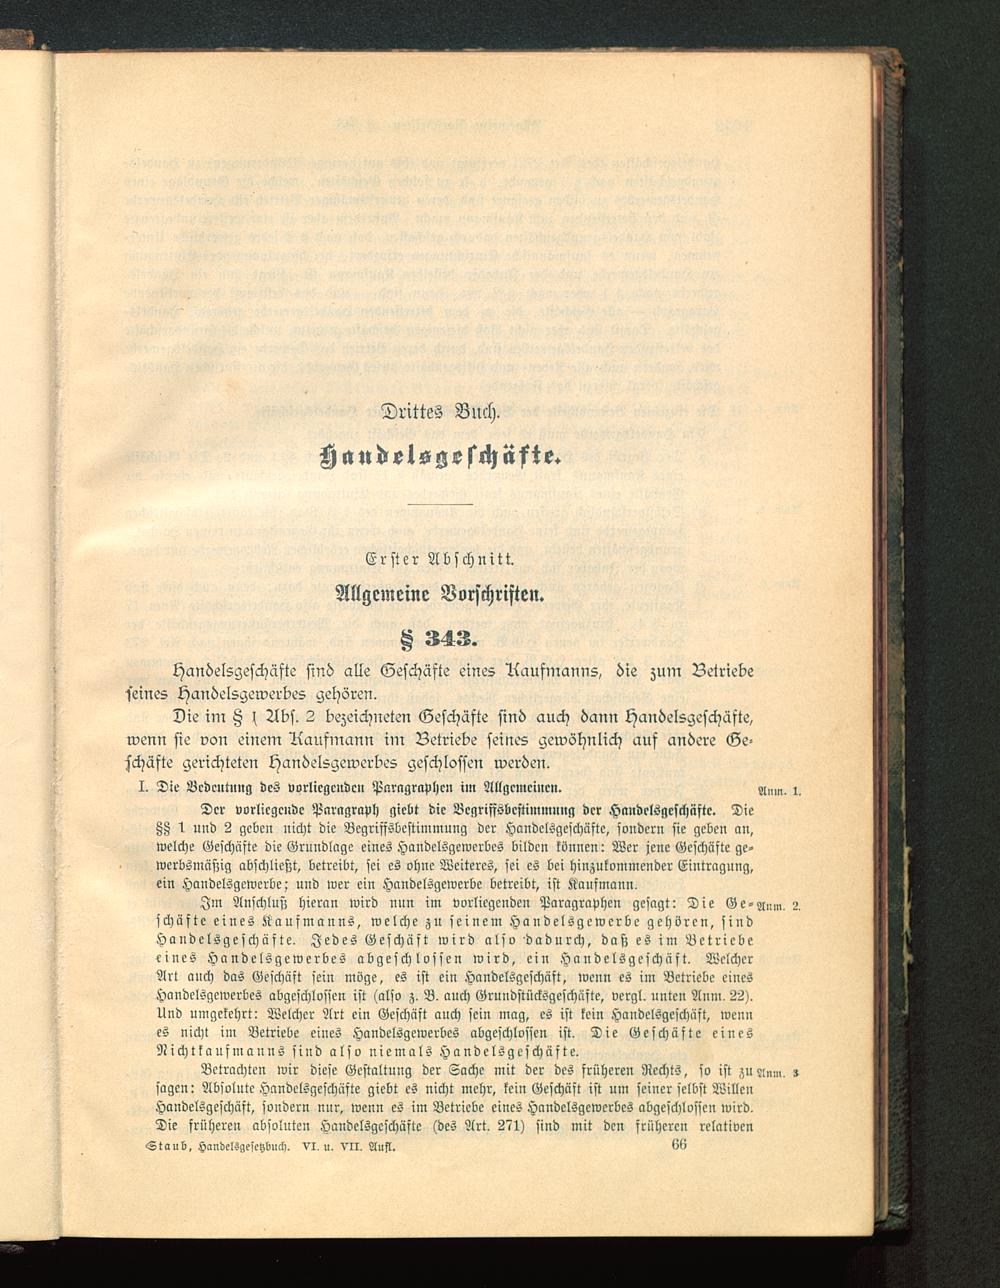 Drittes Buch.
Handelsgeschäfte.
Erster Abschnitt.
Allgemeine Vorschriften.
§ 343.
Handelsgeschäfte sind alle Geschäfte eines Kaufmanns, die zum Betriebe
seines Handelsgewerbes gehören.
Die im § 1 Abs. 2 bezeichneten Geschäfte sind auch dann Handelsgeschäfte,
wenn sie von einem Kaufmann im Betriebe seines gewöhnlich auf andere Ge-
schäfte gerichteten Handelsgewerbes geschlossen werden.
I. Die Bedeutung des vorliegenden Paragraphen im Allgemeinen. Anm. 1.
Der vorliegende Paragraph giebt die Begriffsbestimmung der Handelsgeschäfte. Die
§§ 1 und 2 geben nicht die Begriffsbestimmung der Handelsgeschäfte, sondern sie geben an,
welche Geschäfte die Grundlage eines Handelsgewerbes bilden können: Wer jene Geschäfte ge-
werbsmäßig abschließt, betreibt, sei es ohne Weiteres, sei es bei hinzukommender Eintragung,
ein Handelsgewerbe; und wer ein Handelsgewerbe betreibt, ist Kaufmann.
Im Anschluß hieran wird nun im vorliegenden Paragraphen gesagt: Die Ge- Anm. 2.
schäfte eines Kaufmanns, welche zu seinem Handelsgewerbe gehören, sind
Handelsgeschäfte. Jedes Geschäft wird also dadurch, daß es im Betriebe
eines Handelsgewerbes abgeschlossen wird, ein Handelsgeschäft. Welcher
Art auch das Geschäft sein möge, es ist ein Handelsgeschäft, wenn es im Betriebe eines
Handelsgewerbes abgeschlossen ist (also z. B. auch Grundstücksgeschäfte, vergl. unten Anm. 22).
Und umgekehrt: Welcher Art ein Geschäft auch sein mag, es ist kein Handelsgeschäft, wenn
es nicht im Betriebe eines Handelsgewerbes abgeschlossen ist. Die Geschäfte eines
Nichtkaufmanns sind also niemals Handelsgeschäfte.
Betrachten wir diese Gestaltung der Sache mit der des früheren Rechts, so ist zu Anm. 3
sagen: Absolute Handelsgeschäfte giebt es nicht mehr, kein Geschäft ist um seiner selbst Willen
Handelsgeschäft, sondern nur, wenn es im Betriebe eines Handelsgewerbes abgeschlossen wird.
Die früheren absoluten Handelsgeschäfte (des Art. 271) sind mit den früheren relativen
Staub, Handelsgesetzbuch. VI. u. VII. Aufl. 66